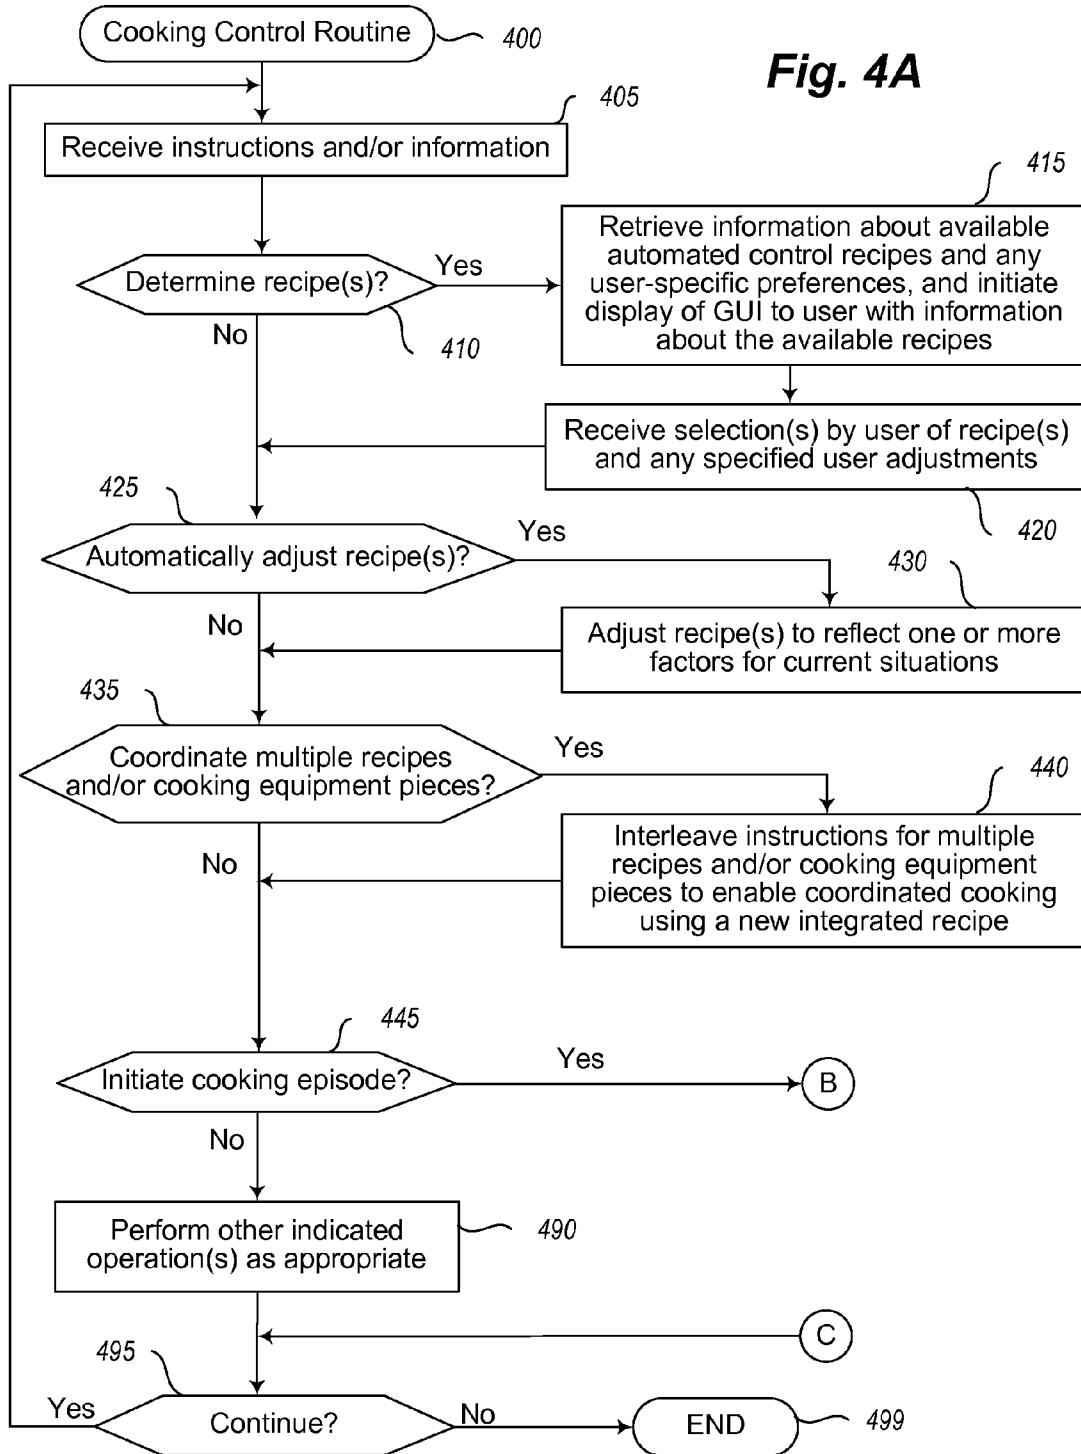 Cooking Control Routine
400
Fig. 4A
405
Receive instructions and/or information
415
Retrieve information about available
automated control recipes and any
user-specific preferences, and initiate
display of GUI to user with information
about the available recipes
Determine recipe(s)?
Yes
No
410
Receive selection(s) by user of recipe(s)
and any specified user adjustments
420
425
Automatically adjust recipe(s)?
Yes
No
430
Adjust recipe(s) to reflect one or more
factors for current situations
435
Coordinate multiple recipes
and/or cooking equipment pieces?
Yes
No
440
Interleave instructions for multiple
recipes and/or cooking equipment
pieces to enable coordinated cooking
using a new integrated recipe
445
Initiate cooking episode?
Yes
B
No
Perform other indicated
operation(s) as appropriate
490
C
495
Yes
Continue?
No
END
499